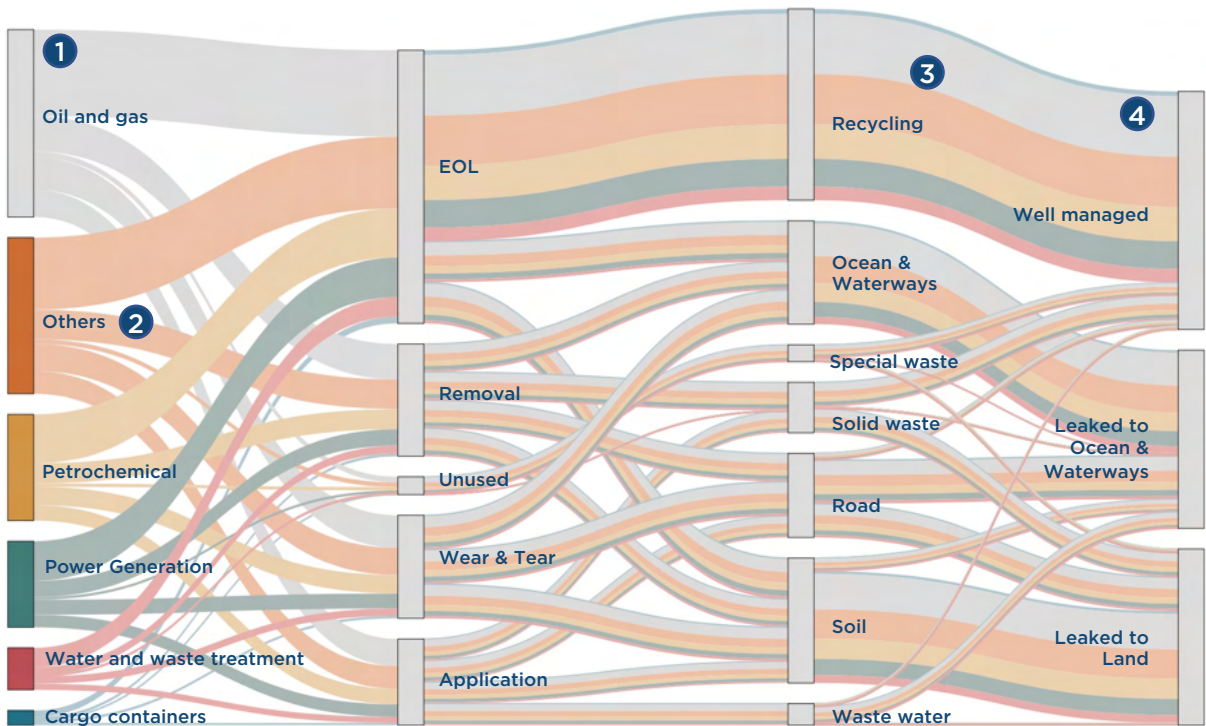 1
Oil and gas
Others 2
Petrochemical
Power Generation
Water and waste treatment
Cargo containers
EOL
Removal
Unused
Wear & Tear
Application
3
Recycling
Ocean &
Waterways
Special waste
Solid waste
Road
Soil
Waste water
4
Well managed
Leaked to
Ocean &
Waterways
Leaked to
Land